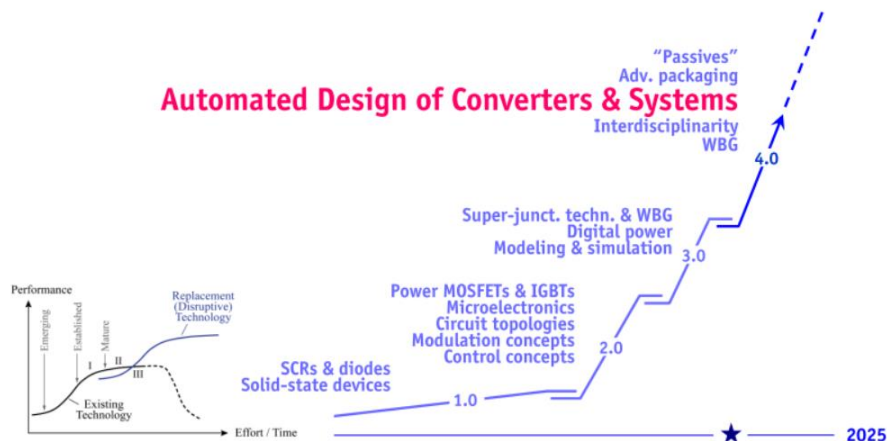 “Passives”
Adv. packaging
Automated Design of Converters & Systems
Interdisciplinarity
WBG
4.0
Super-junct. techn. & WBG
Digital power
Modeling & simulation
3.0
Power MOSFETs & IGBTs
Microelectronics
Circuit topologies
Modulation concepts
Control concepts
2.0
SCRs & diodes
Solid-state devices
1.0
Performance
Emerging
Established
Mature
Replacement
(Disruptive)
Technology
I
II
III
Existing
Technology
Effort / Time
2025